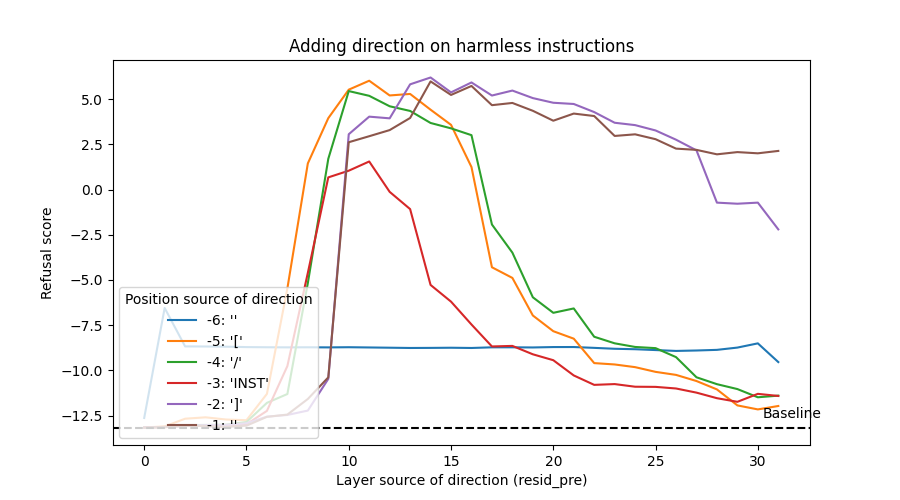 Adding direction on harmless instructions
Refusal score
5.0
2.5
0.0
−2.5
−5.0
−7.5
−10.0
−12.5
Position source of direction
-6: ''
-5: '['
-4: '/'
-3: 'INST'
-2: ']'
-1: ''
Baseline
0 5 10 15 20 25 30
Layer source of direction (resid_pre)